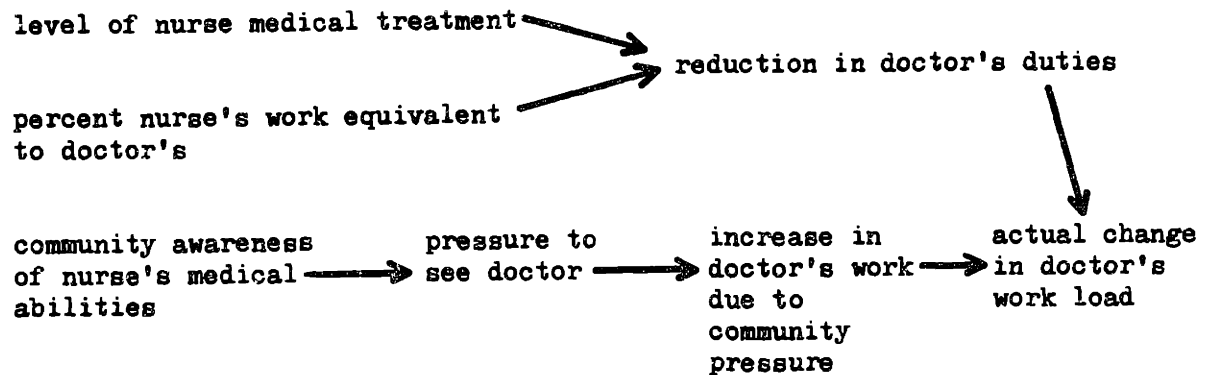 level of nurse medical treatment
reduction in doctor's duties
percent nurse's work equivalent
to doctor's
community awareness
of nurse's medical
abilities
pressure to
see doctor
increase in
doctor's work
due to
community
pressure
actual change
in doctor's
work load